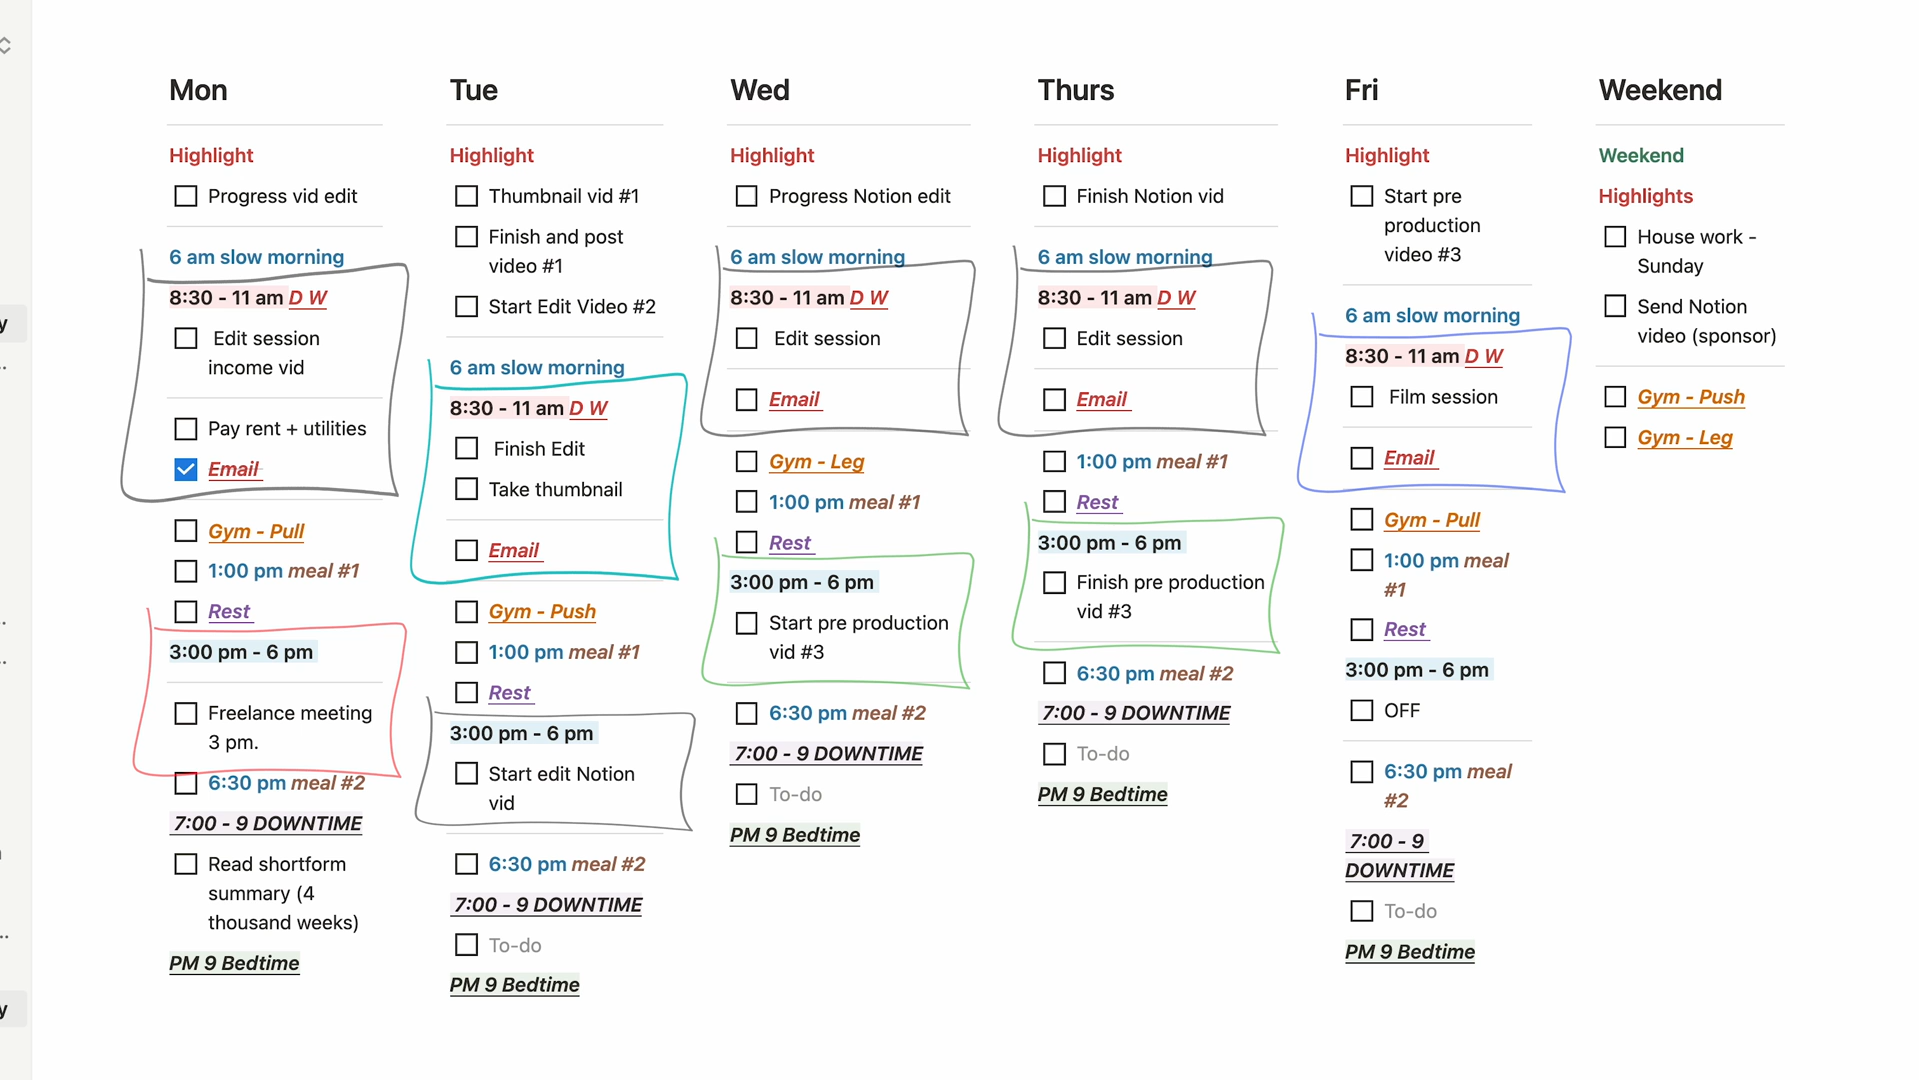 Mon
Highlight
Progress vid edit
6 am slow morning
8:30 - 11 am D W
Edit session
income vid
Pay rent + utilities
Email
Gym - Pull
1:00 pm meal #1
Rest
3:00 pm - 6 pm
Freelance meeting
3 pm.
6:30 pm meal #2
7:00 - 9 DOWNTIME
Read shortform
summary (4
thousand weeks)
PM 9 Bedtime
Tue
Highlight
Thumbnail vid #1
Finish and post
video #1
Start Edit Video #2
6 am slow morning
8:30 - 11 am D W
Finish Edit
Take thumbnail
Email
Gym - Push
1:00 pm meal #1
Rest
3:00 pm - 6 pm
Start edit Notion
vid
6:30 pm meal #2
7:00 - 9 DOWNTIME
To-do
PM 9 Bedtime
Wed
Highlight
Progress Notion edit
6 am slow morning
8:30 - 11 am D W
Edit session
Email
Gym - Leg
1:00 pm meal #1
Rest
3:00 pm - 6 pm
Start pre production
vid #3
6:30 pm meal #2
7:00 - 9 DOWNTIME
To-do
PM 9 Bedtime
Thurs
Highlight
Finish Notion vid
6 am slow morning
8:30 - 11 am D W
Edit session
Email
1:00 pm meal #1
Rest
3:00 pm - 6 pm
Finish pre production
vid #3
6:30 pm meal #2
7:00 - 9 DOWNTIME
To-do
PM 9 Bedtime
Fri
Highlight
Start pre
production
video #3
6 am slow morning
8:30 - 11 am D W
Film session
Email
Gym - Pull
1:00 pm meal
#1
Rest
3:00 pm - 6 pm
OFF
6:30 pm meal
#2
7:00 - 9
DOWNTIME
To-do
PM 9 Bedtime
Weekend
Weekend
Highlights
House work -
Sunday
Send Notion
video (sponsor)
Gym - Push
Gym - Leg